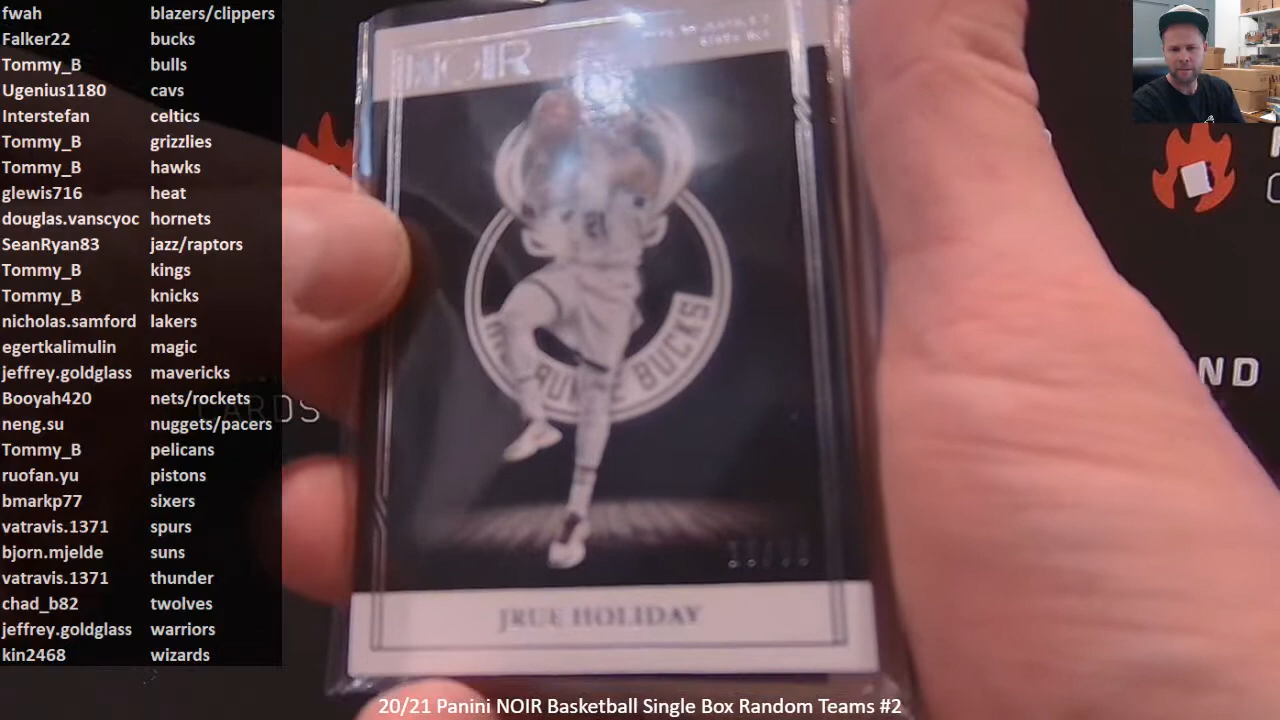 fwah blazers/clippers
Falker22 bucks
Tommy_B bulls
Ugenius1180 cavs
Interstefan celtics
Tommy_B grizzlies
Tommy_B hawks
glewis716 heat
douglas.vanscyoc hornets
SeanRyan83 jazz/raptors
Tommy_B kings
Tommy_B knicks
nicholas.samford lakers
egertkalimulin magic
jeffrey.goldglass mavericks
Booyah420 nets/rockets
neng.su nuggets/pacers
Tommy_B pelicans
ruofan.yu pistons
bmarkp77 sixers
vatravis.1371 spurs
bjorn.mjelde suns
vatravis.1371 thunder
chad_b82 twolves
jeffrey.goldglass warriors
kin2468 wizards
NOIR
21
BUCKS
JRUE HOLIDAY
CARDS
ND
20/21 Panini NOIR Basketball Single Box Random Teams #2